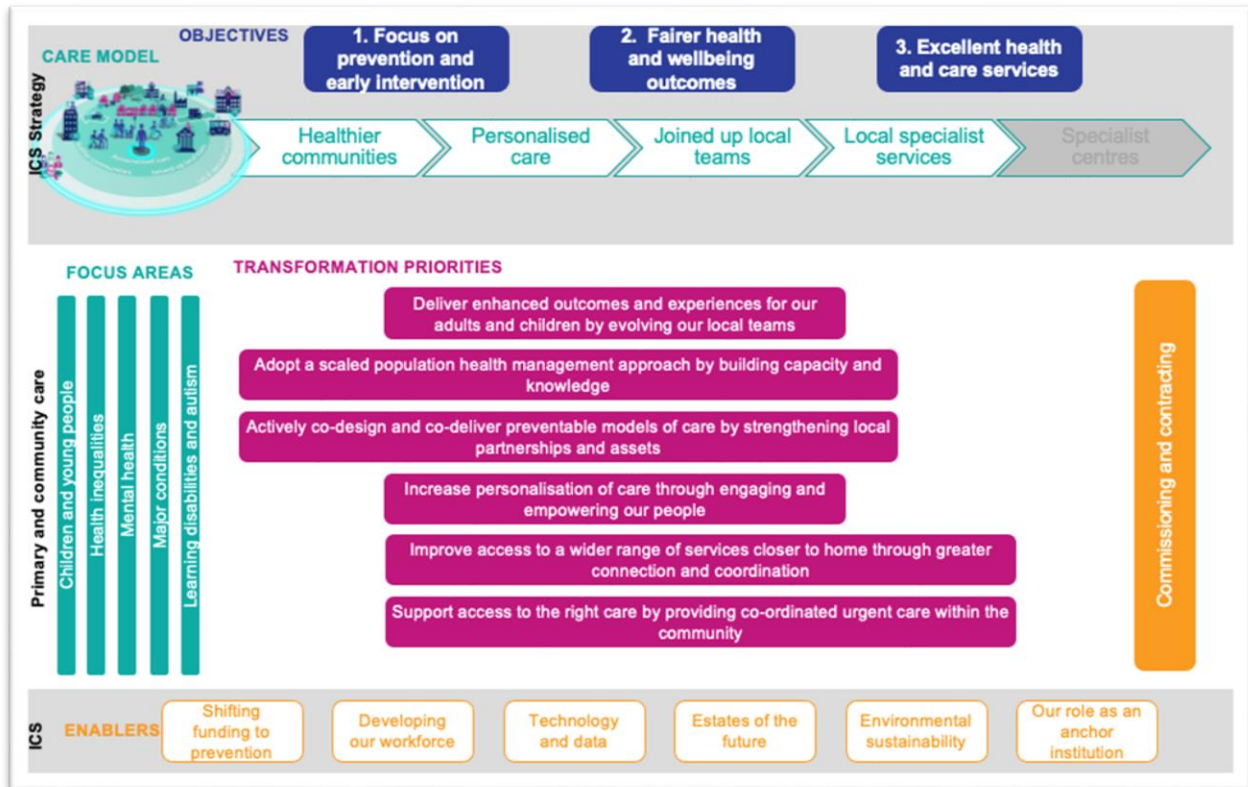 OBJECTIVES
1. Focus on
prevention and
early intervention
2. Fairer health
and wellbeing
outcomes
3. Excellent health
and care services
CARE MODEL
ICS Strategy
Healthier
communities
Personalised
care
Joined up local
teams
Local specialist
services
Specialist
centres
FOCUS AREAS
TRANSFORMATION PRIORITIES
Primary and community care
Children and young people
Health inequalities
Mental health
Major conditions
Learning disabilities and autism
Deliver enhanced outcomes and experiences for our
adults and children by evolving our local teams
Adopt a scaled population health management approach by building capacity and
knowledge
Actively co-design and co-deliver preventable models of care by strengthening local
partnerships and assets
Increase personalisation of care through engaging and
empowering our people
Improve access to a wider range of services closer to home through greater
connection and coordination
Support access to the right care by providing co-ordinated urgent care within the
community
Commissioning and contracting
ICS
ENABLERS
Shifting
funding to
prevention
Developing
our workforce
Technology
and data
Estates of the
future
Environmental
sustainability
Our role as an
anchor
institution